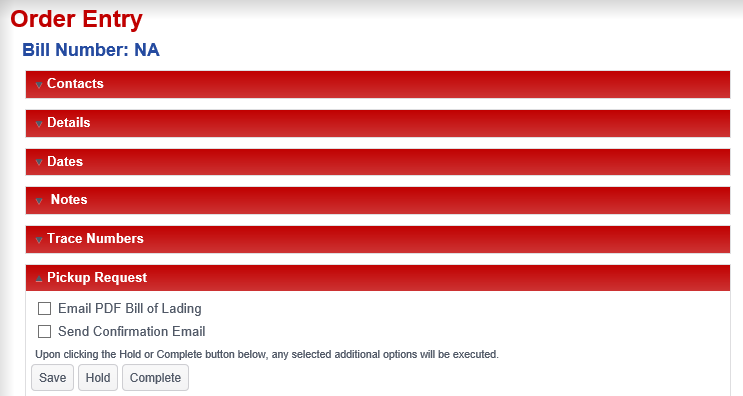 Order Entry
Bill Number: NA
Contacts
Details
Dates
Notes
Trace Numbers
Pickup Request
Email PDF Bill of Lading
Send Confirmation Email
Upon clicking the Hold or Complete button below, any selected additional options will be executed.
Save Hold Complete